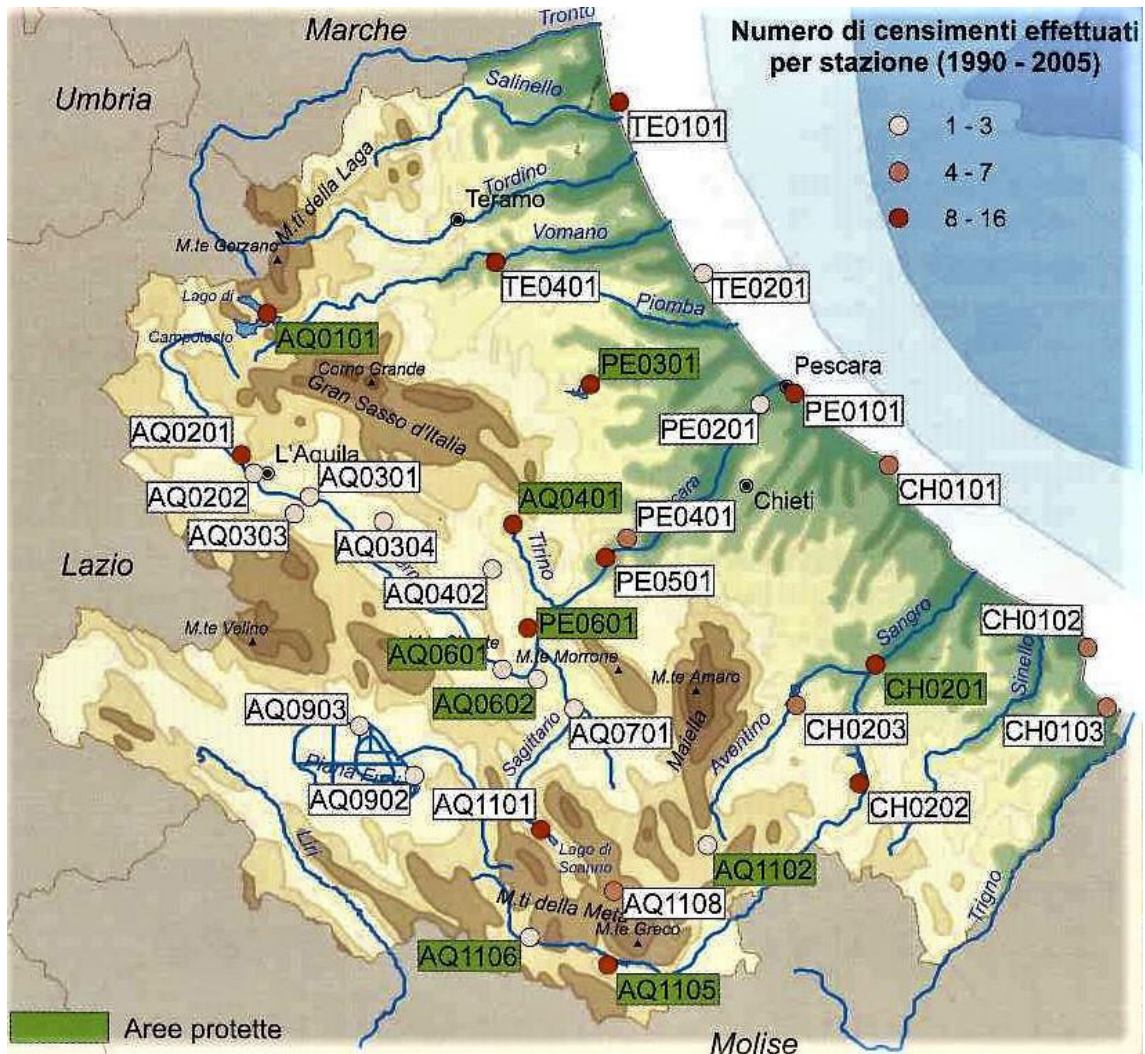 Marche
Tronto
Numero di censimenti effettuati
per stazione (1990 - 2005)
1 - 3
4 - 7
8 - 16
Umbria
Salinello
TE0101
M.ti della Laga
Tordino
Teramo
Vomano
M.te Gorzano
TE0401
TE0201
Piomba
Lago di
Campotosto
AQ0101
Corno Grande
Gran Sasso d'Italia
PE0301
Pescara
PE0101
PE0201
AQ0201
L'Aquila
AQ0202
AQ0301
AQ0303
AQ0304
AQ0401
Chieti
CH0101
PE0401
Tirino
PE0501
Lazio
AQ0402
M.te Velino
PE0601
AQ0601
M.te Morrone
AQ0602
M.te Amaro
Maiella
Sangro
CH0102
Sinello
CH0201
CH0103
AQ0903
AQ0701
Sagittario
Aventino
CH0203
AQ0902
AQ1101
CH0202
Liri
Lago di
Scanno
AQ1102
AQ1108
M.ti della Meta
M.te Greco
AQ1106
AQ1105
Trigno
Aree protette
Molise